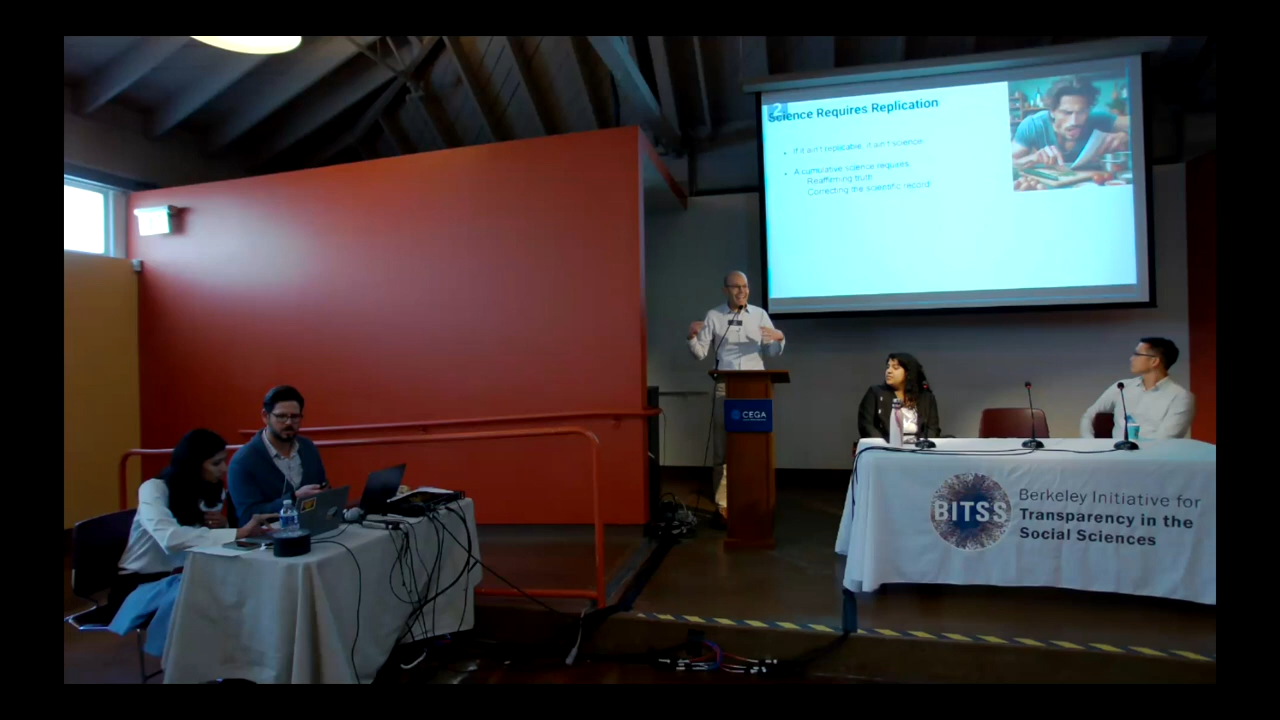 Science Requires Replication
• If it ain't replicable, it ain't science.
• A cumulative science requires:
Reaffirming truth
Correcting the scientific record
CEGA
BITSS
Berkeley Initiative for
Transparency in the
Social Sciences